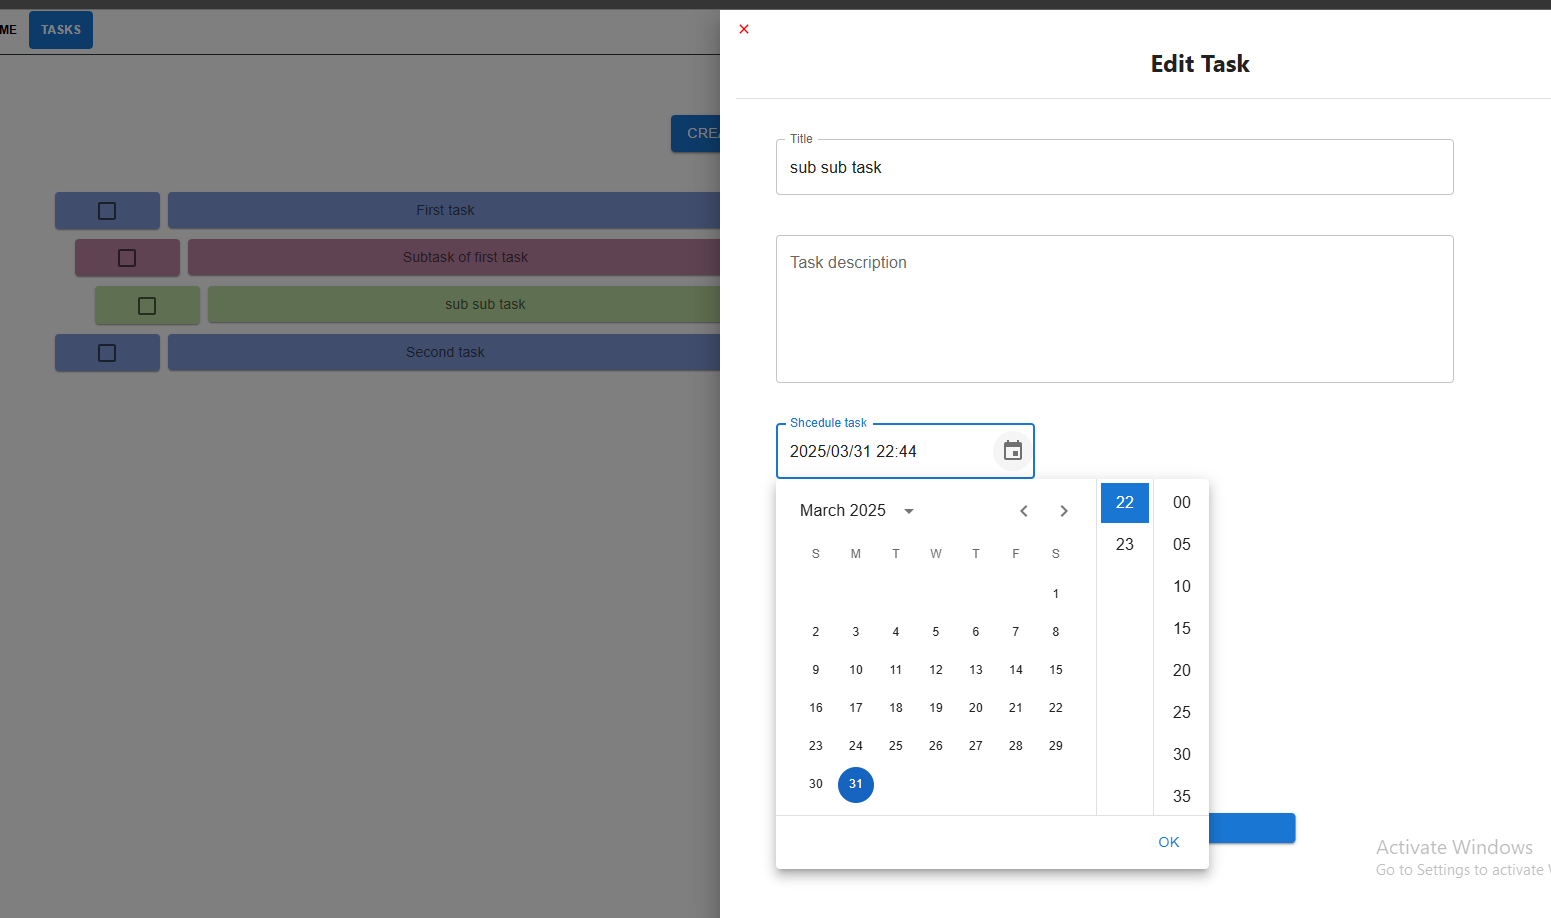 ME TASKS
CREA
First task
Subtask of first task
sub sub task
Second task
Edit Task
Title
sub sub task
Task description
Shcedule task
2025/03/31 22:44
March 2025
S M T W T F S
1
2 3 4 5 6 7 8
9 10 11 12 13 14 15
16 17 18 19 20 21 22
23 24 25 26 27 28 29
30 31
22 00
23 05
10
15
20
25
30
35
OK
Activate Windows
Go to Settings to activate W